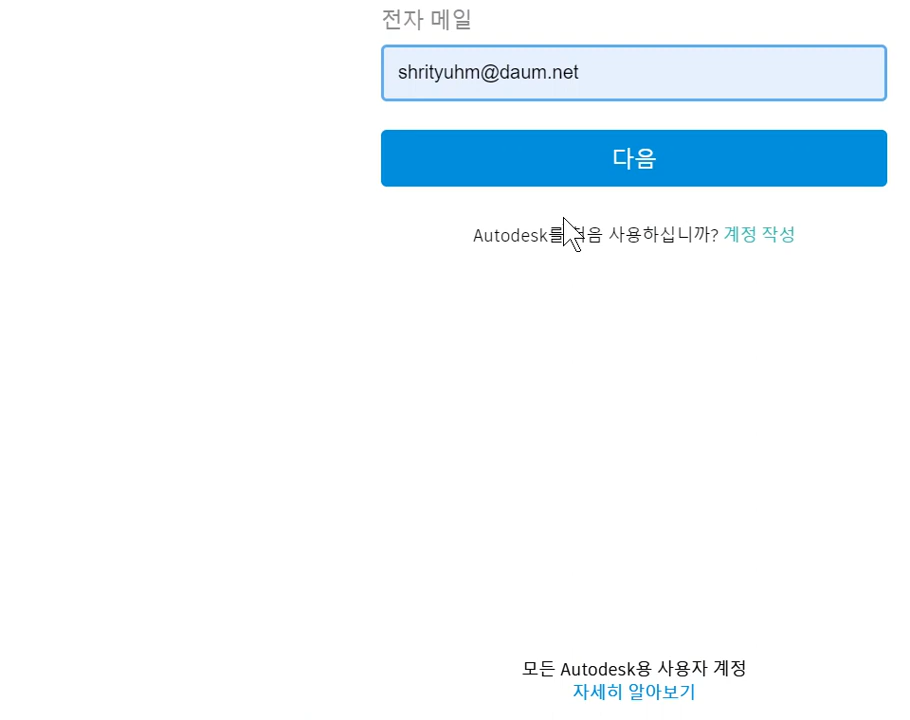 전자 메일
shrityuhm@daum.net
다음
Autodesk를 처음 사용하십니까? 계정 작성
모든 Autodesk용 사용자 계정
자세히 알아보기